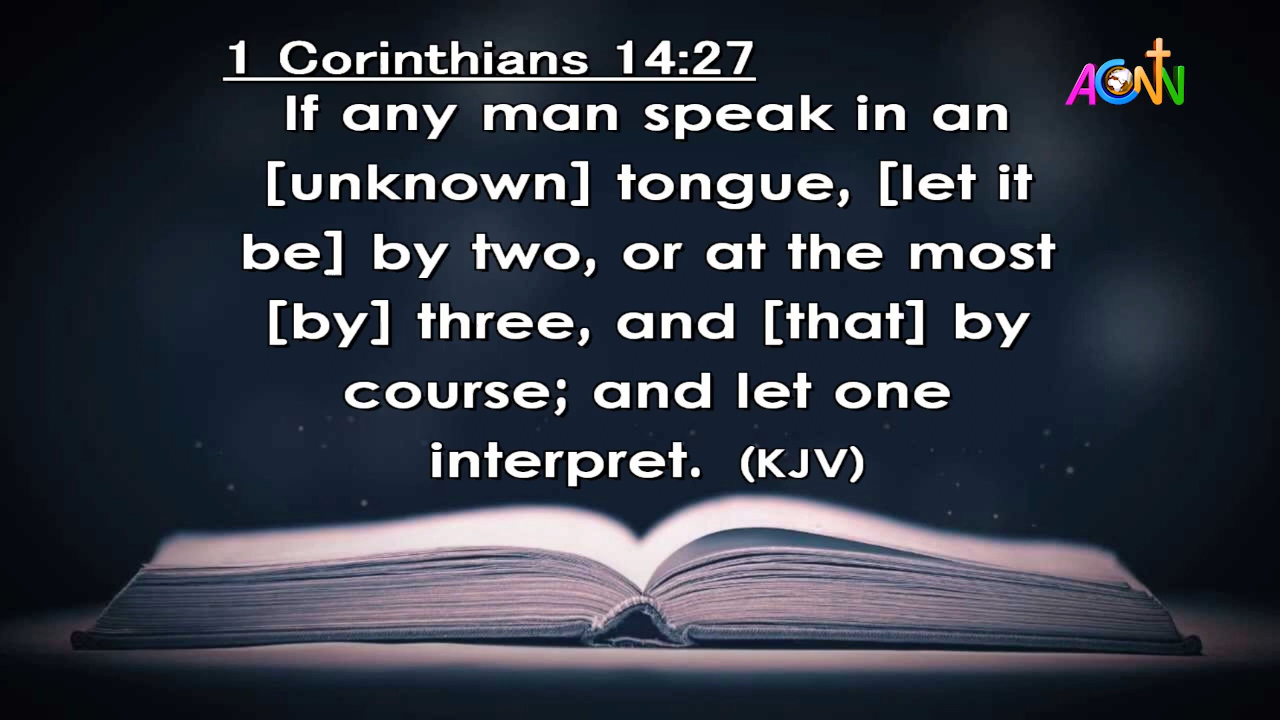 1 Corinthians 14:27
ACNN
If any man speak in an
[unknown] tongue, [let it
be] by two, or at the most
[by] three, and [that] by
course; and let one
interpret. (KJV)